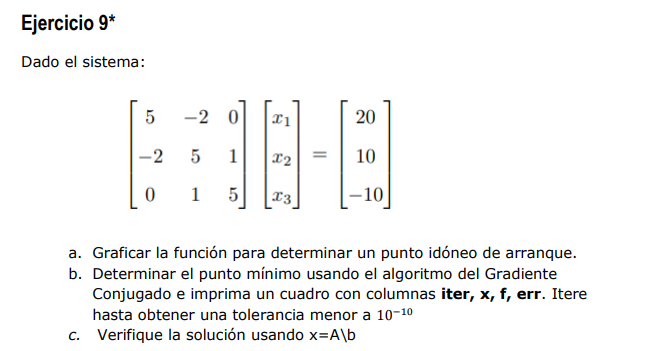 Ejercicio 9*
Dado el sistema:
[5 −2 0; −2 5 1; 0 1 5] [x₁; x₂; x₃] = [20; 10; −10]
a. Graficar la función para determinar un punto idóneo de arranque.
b. Determinar el punto mínimo usando el algoritmo del Gradiente
Conjugado e imprima un cuadro con columnas iter, x, f, err. Itere
hasta obtener una tolerancia menor a 10⁻¹⁰
c. Verifique la solución usando x=A\b